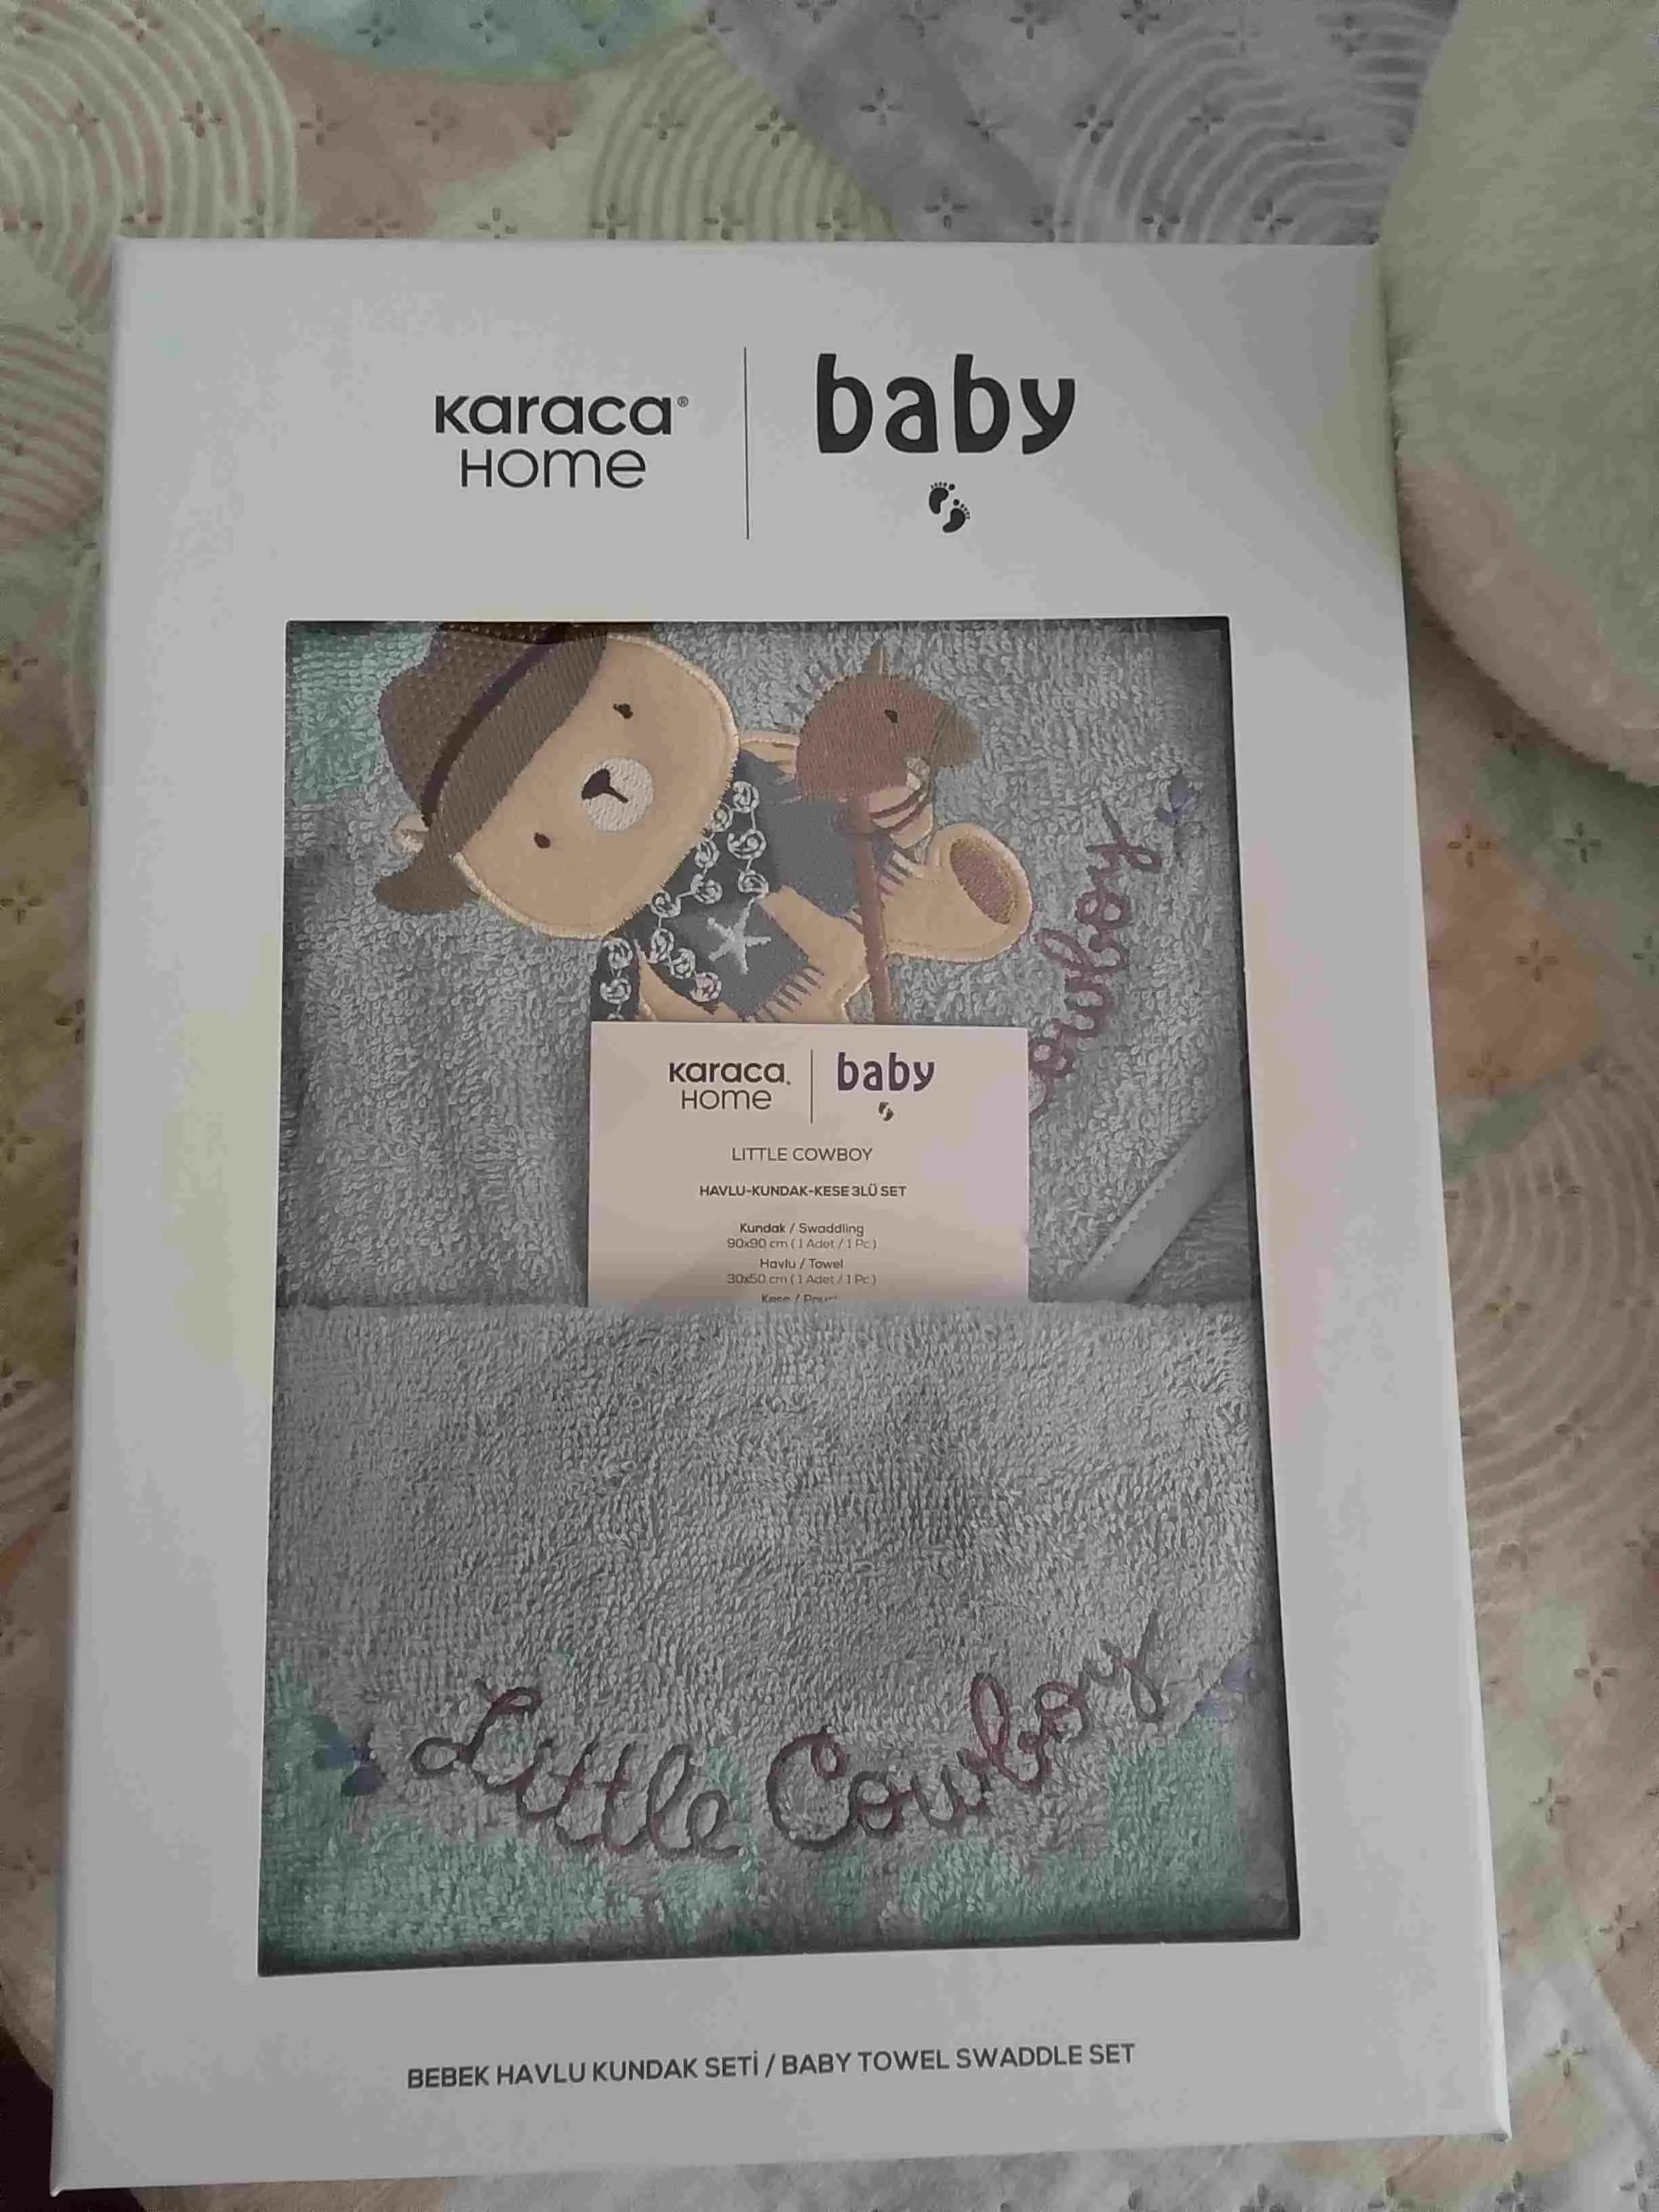 Karaca® | baby
HOME
owboy
Karaca. | baby
HOME
LITTLE COWBOY
HAVLU-KUNDAK-KESE 3LÜ SET
Kundak / Swaddling
90x90 cm ( 1 Adet / 1 Pc )
Havlu / Towel
30x50 cm ( 1 Adet / 1 Pc )
Kese /
Little Cowboy
BEBEK HAVLU KUNDAK SETİ / BABY TOWEL SWADDLE SET